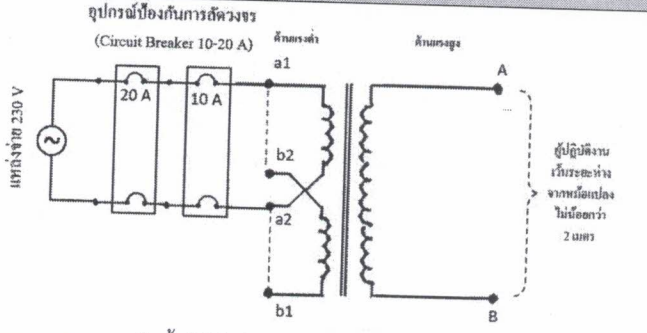 อุปกรณ์ป้องกันการลัดวงจร
(Circuit Breaker 10-20 A)
ด้านแรงต่ำ
ด้านแรงสูง
a1
A
20 A
10 A
แหล่งจ่าย 230 V
b2
a2
ผู้ปฏิบัติงาน
เว้นระยะห่าง
จากหม้อแปลง
ไม่น้อยกว่า
2 เมตร
b1
B